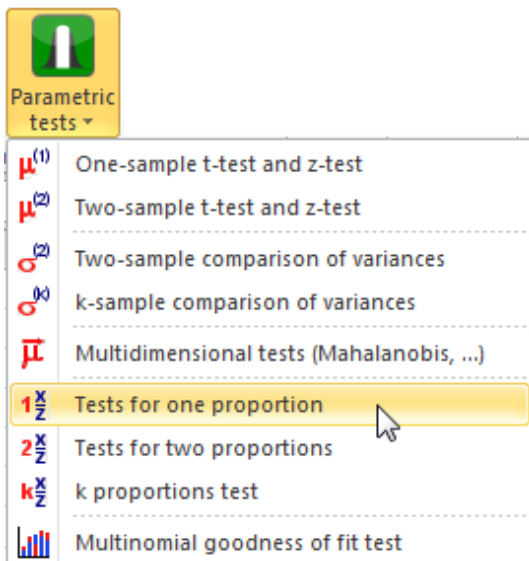 Parametric
tests
μ(1) One-sample t-test and z-test
μ(2) Two-sample t-test and z-test
σ(2) Two-sample comparison of variances
σ(k) k-sample comparison of variances
μ Multidimensional tests (Mahalanobis, ...)
1 x/z Tests for one proportion
2 x/z Tests for two proportions
k x/z k proportions test
Multinomial goodness of fit test